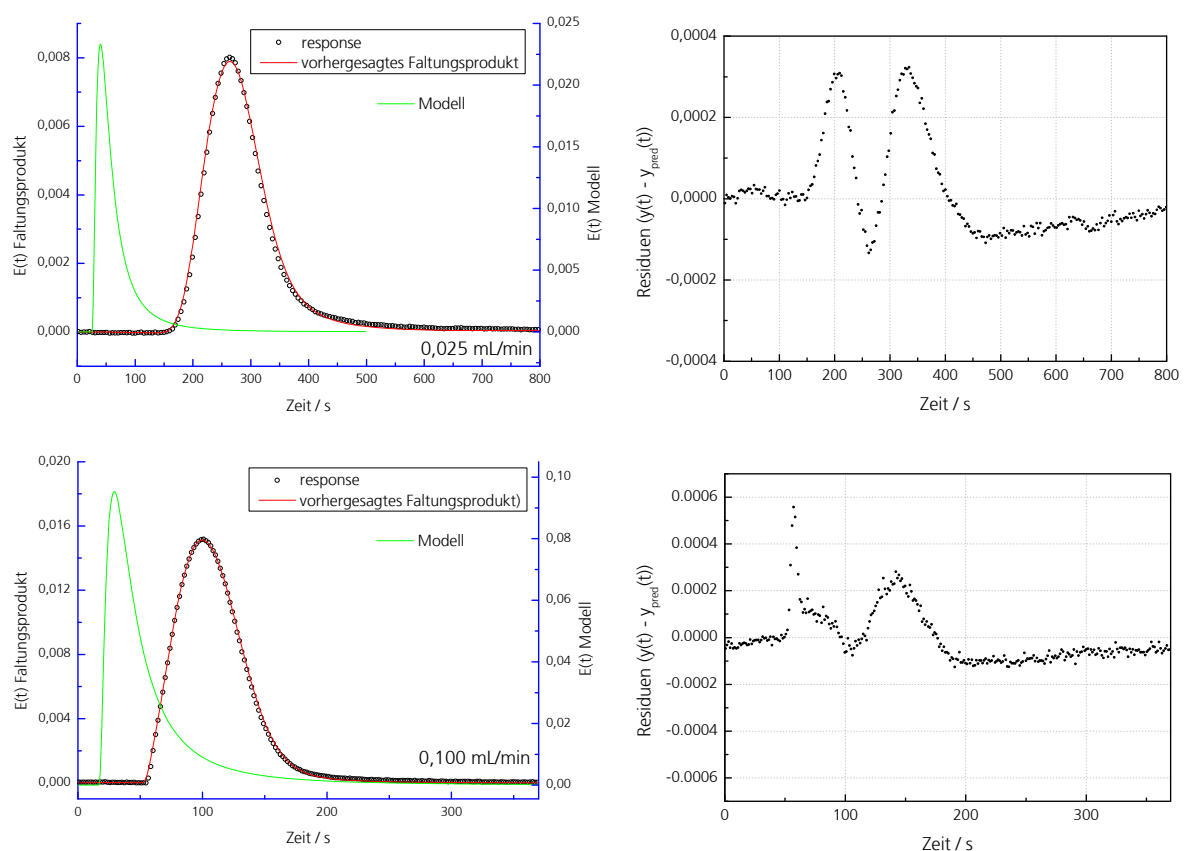 0,025
0,008
0,020
0,006
0,015
0,004
0,010
0,002
0,005
0,000
0,000
E(t) Faltungsprodukt
E(t) Modell
response
vorhergesagtes Faltungsprodukt
Modell
0,025 mL/min
0 100 200 300 400 500 600 700 800
Zeit / s
0,0004
0,0002
0,0000
-0,0002
-0,0004
Residuen (y(t) - ypred(t))
0 100 200 300 400 500 600 700 800
Zeit / s
0,020
0,016
0,012
0,008
0,004
0,000
0,10
0,08
0,06
0,04
0,02
0,00
E(t) Faltungsprodukt
E(t) Modell
response
vorhergesagtes Faltungsprodukt)
Modell
0,100 mL/min
0 100 200 300
Zeit / s
0.0006
0.0004
0.0002
0.0000
-0.0002
-0.0004
-0.0006
Residuen (y(t) - ypred(t))
0 100 200 300
Zeit / s